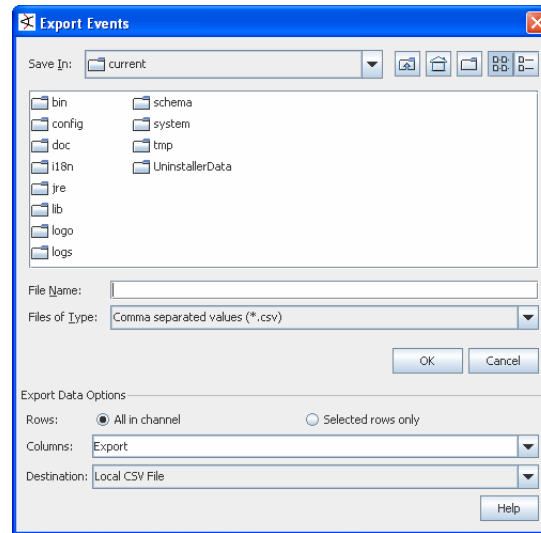 Export Events
Save In: current
bin schema
config system
doc tmp
i18n UninstallerData
jre
lib
logo
logs
File Name:
Files of Type: Comma separated values (*.csv)
OK Cancel
Export Data Options
Rows: All in channel Selected rows only
Columns: Export
Destination: Local CSV File
Help